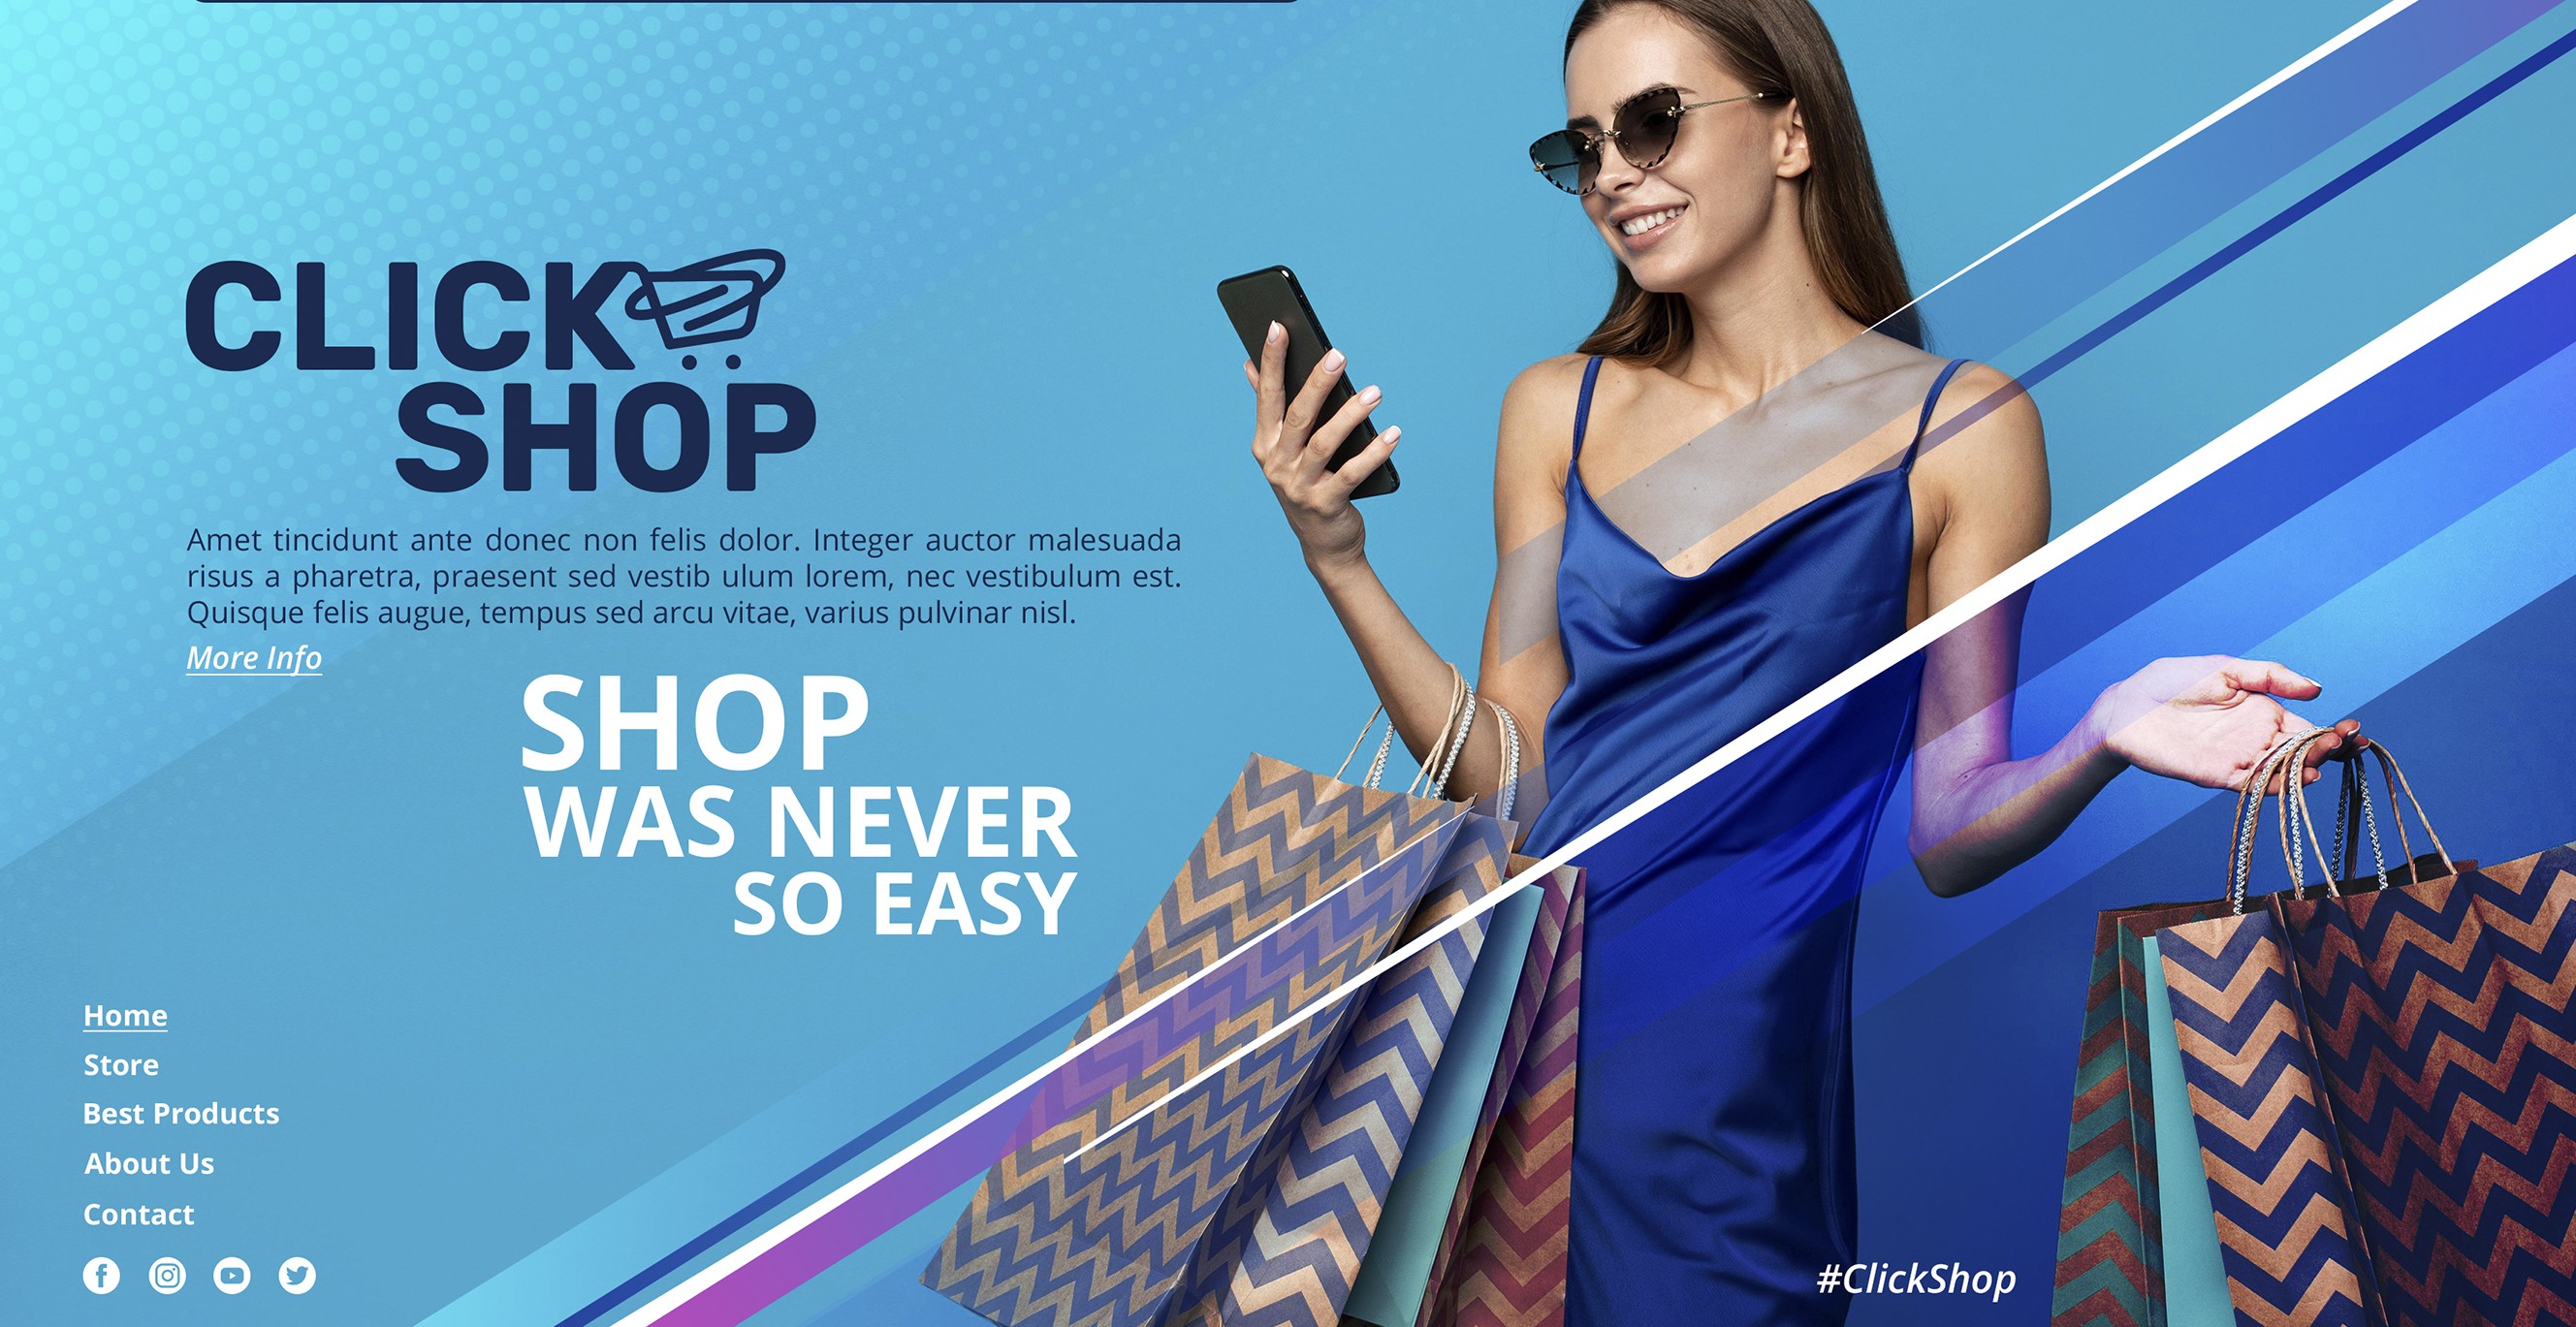 CLICK
SHOP
Amet tincidunt ante donec non felis dolor. Integer auctor malesuada
risus a pharetra, praesent sed vestib ulum lorem, nec vestibulum est.
Quisque felis augue, tempus sed arcu vitae, varius pulvinar nisl.
More Info
SHOP
WAS NEVER
SO EASY
Home
Store
Best Products
About Us
Contact
#ClickShop